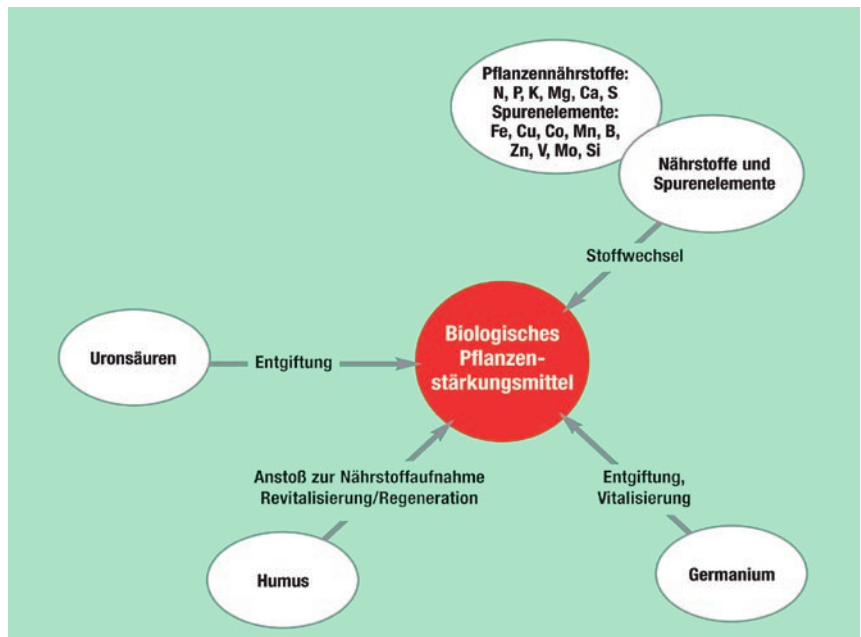 Pflanzennährstoffe:
N, P, K, Mg, Ca, S
Spurenelemente:
Fe, Cu, Co, Mn, B,
Zn, V, Mo, Si
Nährstoffe und
Spurenelemente
Stoffwechsel
Biologisches
Pflanzen-
stärkungsmittel
Uronsäuren
Entgiftung
Anstoß zur Nährstoffaufnahme
Revitalisierung/Regeneration
Entgiftung,
Vitalisierung
Humus
Germanium